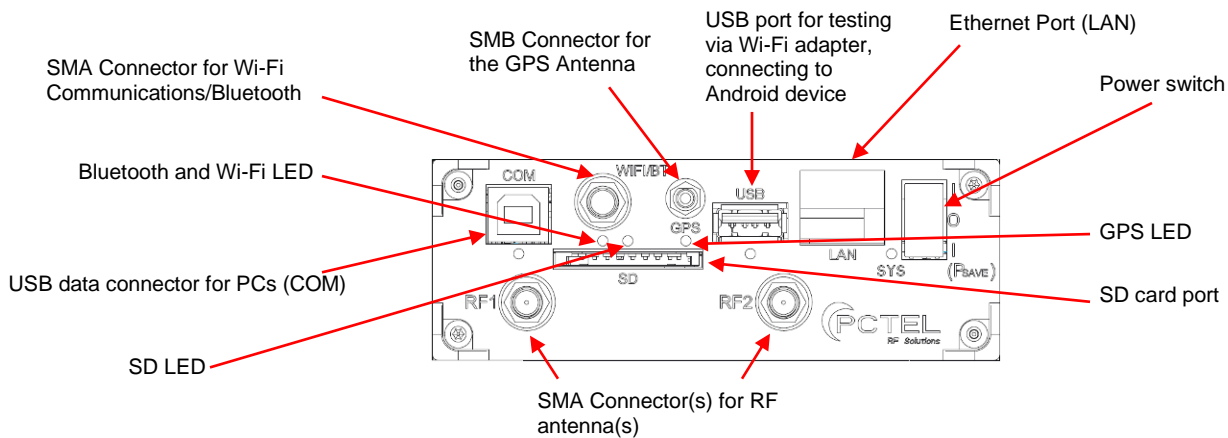 USB port for testing
via Wi-Fi adapter,
connecting to
Android device
Ethernet Port (LAN)
SMB Connector for
the GPS Antenna
SMA Connector for Wi-Fi
Communications/Bluetooth
Power switch
Bluetooth and Wi-Fi LED
COM
WIFI/BT
USB
GPS
GPS LED
LAN
SYS
I
O
I
(PSAVE)
USB data connector for PCs (COM)
SD
SD card port
RF1
RF2
PCTEL
RF Solutions
SD LED
SMA Connector(s) for RF
antenna(s)